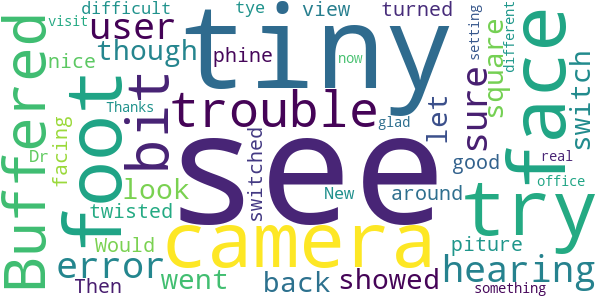 difficult tye view turned
user tiny setting different
Buffered though phine now face
nice visit
foot bit trouble let sure square switch
Thanks glad
Dr facing see good real
look switched New around try office
twisted
Would camera piture
error went back showed hearing
Then something